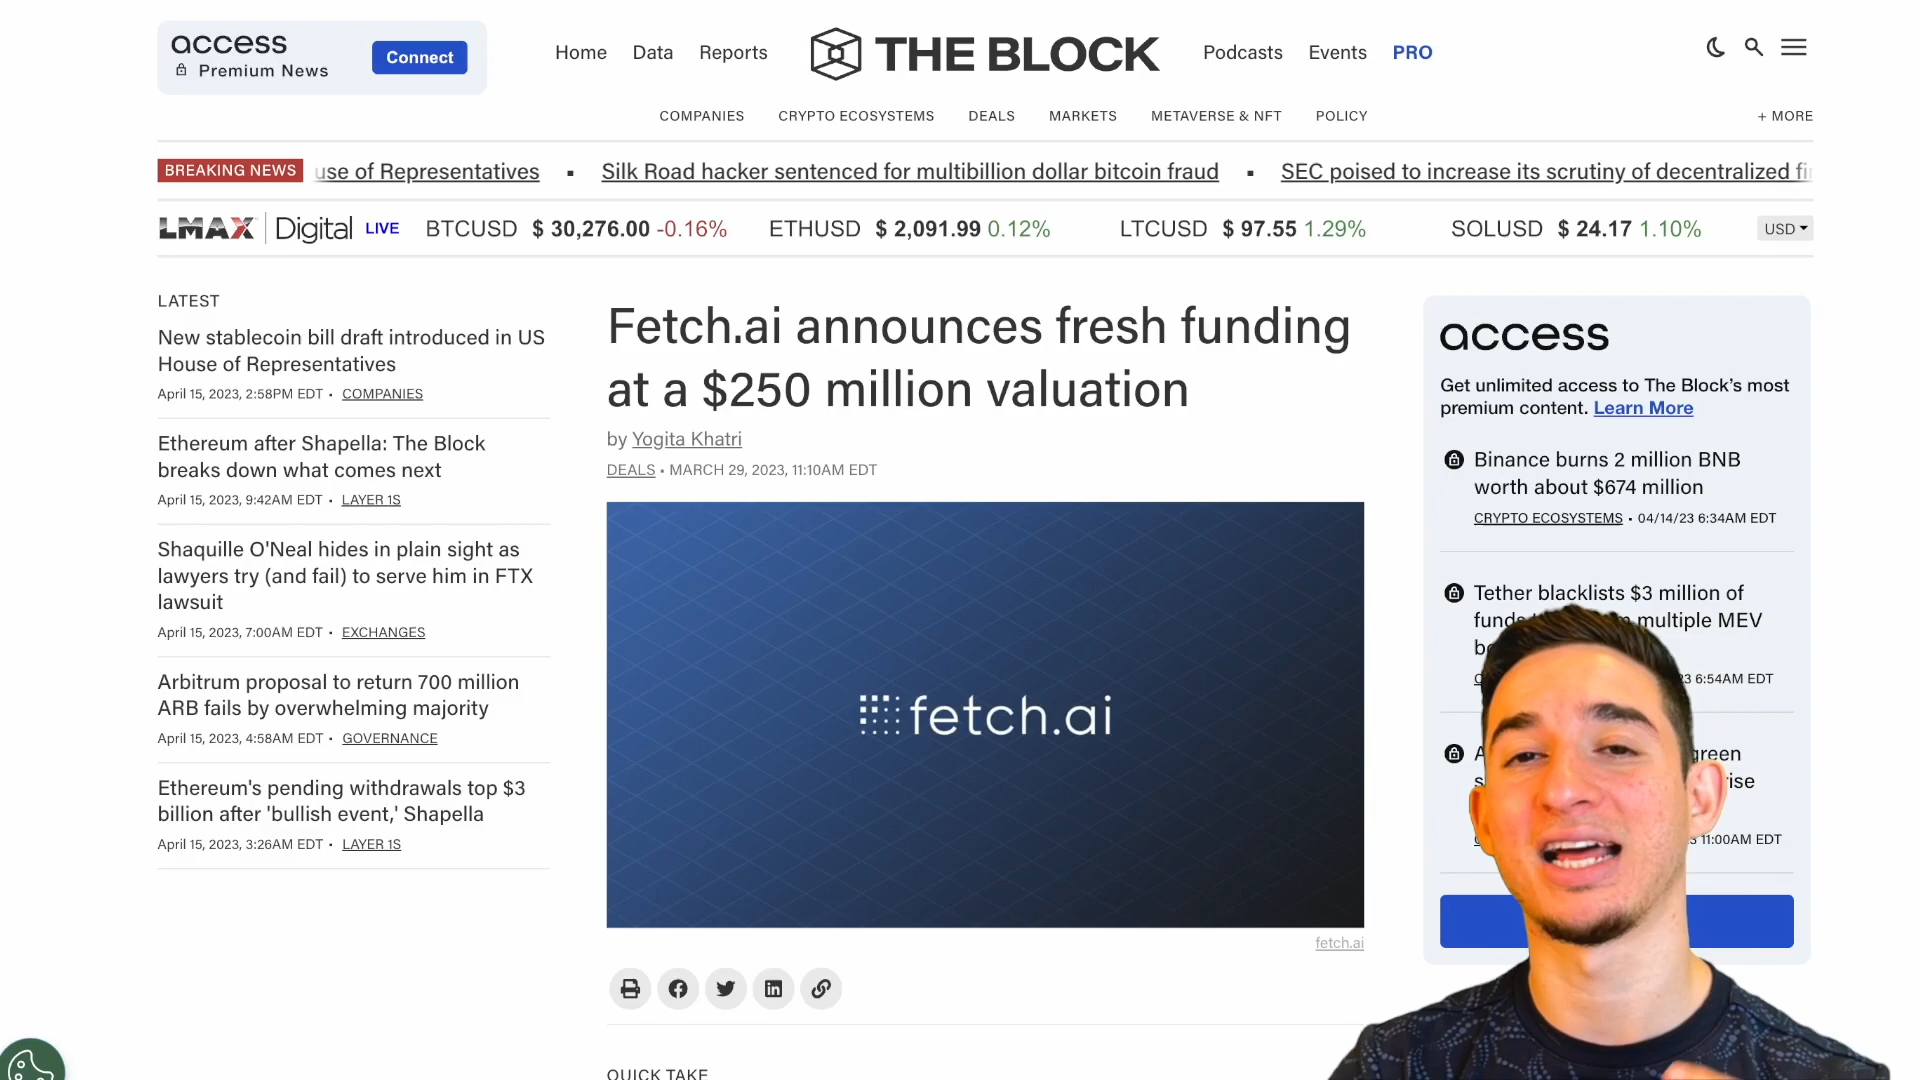 access
Premium News
Connect
Home
Data
Reports
THE BLOCK
Podcasts
Events
PRO
COMPANIES
CRYPTO ECOSYSTEMS
DEALS
MARKETS
METAVERSE & NFT
POLICY
+ MORE
BREAKING NEWS
use of Representatives
▪ Silk Road hacker sentenced for multibillion dollar bitcoin fraud
▪ SEC poised to increase its scrutiny of decentralized
LMAX Digital LIVE
BTCUSD $ 30,276.00 -0.16%
ETHUSD $ 2,091.99 0.12%
LTCUSD $ 97.55 1.29%
SOLUSD $ 24.17 1.10%
USD
LATEST
New stablecoin bill draft introduced in US
House of Representatives
April 15, 2023, 2:58PM EDT • COMPANIES
Ethereum after Shapella: The Block
breaks down what comes next
April 15, 2023, 9:42AM EDT • LAYER 1S
Shaquille O'Neal hides in plain sight as
lawyers try (and fail) to serve him in FTX
lawsuit
April 15, 2023, 7:00AM EDT • EXCHANGES
Arbitrum proposal to return 700 million
ARB fails by overwhelming majority
April 15, 2023, 4:58AM EDT • GOVERNANCE
Ethereum's pending withdrawals top $3
billion after 'bullish event,' Shapella
April 15, 2023, 3:26AM EDT • LAYER 1S
Fetch.ai announces fresh funding
at a $250 million valuation
by Yogita Khatri
DEALS • MARCH 29, 2023, 11:10AM EDT
fetch.ai
fetch.ai
QUICK TAKE
access
Get unlimited access to The Block's most
premium content. Learn More
Binance burns 2 million BNB
worth about $674 million
CRYPTO ECOSYSTEMS • 04/14/23 6:34AM EDT
Tether blacklists $3 million of
multiple MEV
6:54AM EDT
green
11:00AM EDT